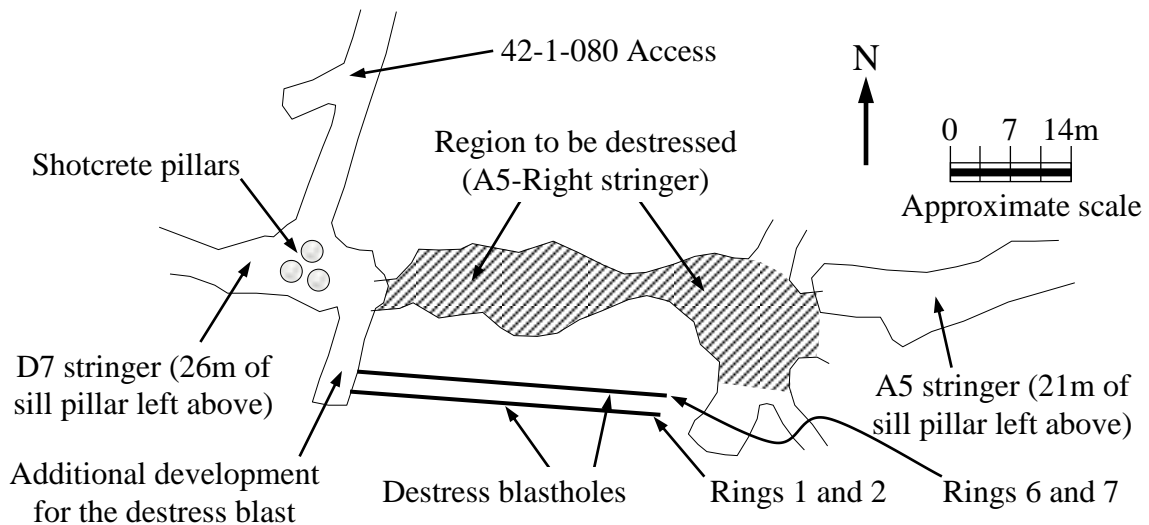 42-1-080 Access
N
0 7 14m
Approximate scale
Region to be destressed
(A5-Right stringer)
Shotcrete pillars
D7 stringer (26m of
sill pillar left above)
A5 stringer (21m of
sill pillar left above)
Additional development
for the destress blast
Destress blastholes
Rings 1 and 2
Rings 6 and 7